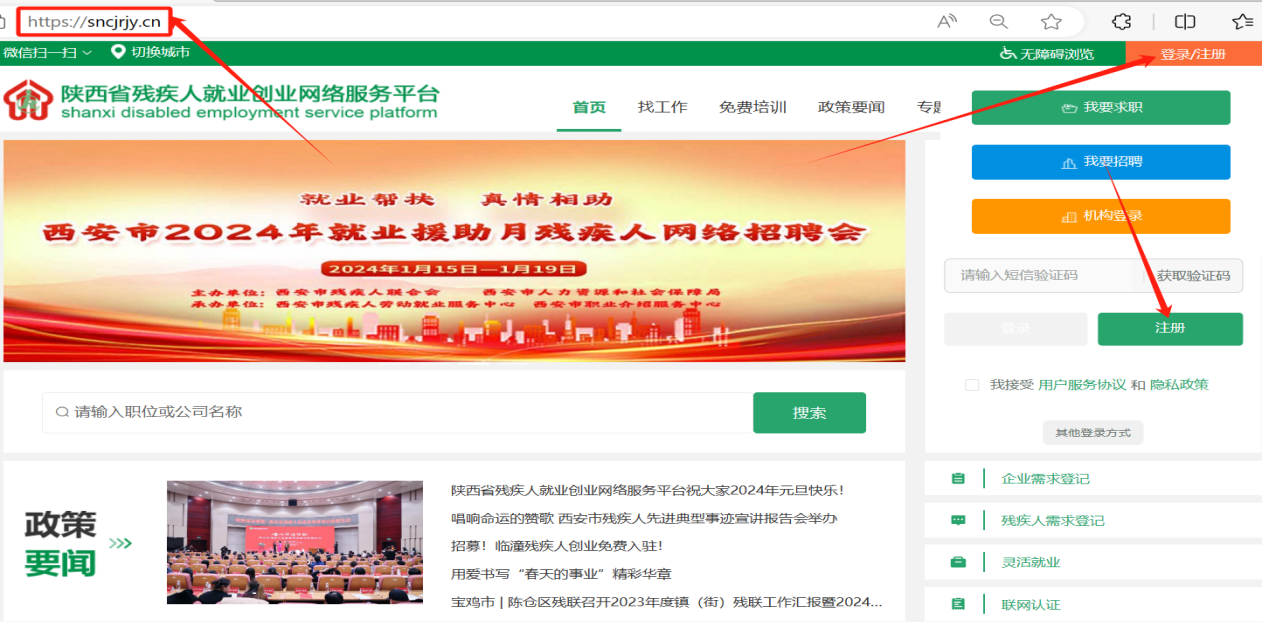 https://sncjrjy.cn
微信扫一扫 切换城市 无障碍浏览 登录/注册
陕西省残疾人就业创业网络服务平台
shanxi disabled employment service platform
首页 找工作 免费培训 政策要闻 专题
我要求职
我要招聘
机构登录
就业帮扶 真情相助
西安市2024年就业援助月残疾人网络招聘会
2024年1月15日—1月19日
主办单位：西安市残疾人联合会 西安市人力资源和社会保障局
承办单位：西安市残疾人劳动就业服务中心 西安市职业介绍服务中心
请输入短信验证码 获取验证码
登录 注册
我接受 用户服务协议 和 隐私政策
其他登录方式
请输入职位或公司名称 搜索
政策
要闻
陕西省残疾人就业创业网络服务平台祝大家2024年元旦快乐！
唱响命运的赞歌 西安市残疾人先进典型事迹宣讲报告会举办
招募！临潼残疾人创业免费入驻！
用爱书写“春天的事业”精彩华章
宝鸡市 | 陈仓区残联召开2023年度镇（街）残联工作汇报暨2024...
企业需求登记
残疾人需求登记
灵活就业
联网认证